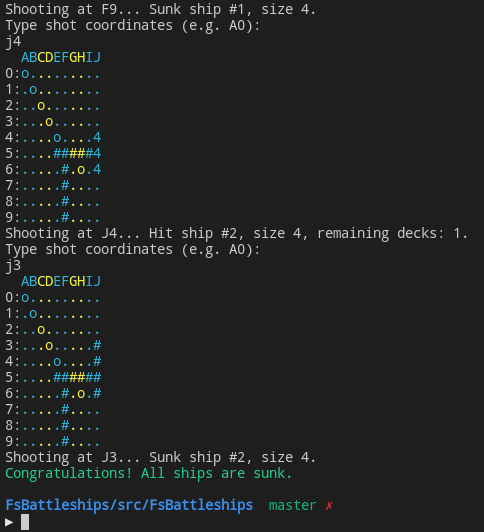 Shooting at F9... Sunk ship #1, size 4.
Type shot coordinates (e.g. A0):
j4
  ABCDEFGHIJ
0:o.........
1:.o........
2:..o.......
3:...o......
4:....o....4
5:....#####4
6:.....#.o.4
7:.....#....
8:.....#....
9:.....#....
Shooting at J4... Hit ship #2, size 4, remaining decks: 1.
Type shot coordinates (e.g. A0):
j3
  ABCDEFGHIJ
0:o.........
1:.o........
2:..o.......
3:...o.....#
4:....o....#
5:....######
6:.....#.o.#
7:.....#....
8:.....#....
9:.....#....
Shooting at J3... Sunk ship #2, size 4.
Congratulations! All ships are sunk.
FsBattleships/src/FsBattleships  master ✗
▶